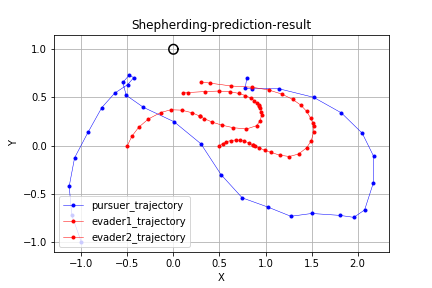 Shepherding-prediction-result
1.0
0.5
0.0
−0.5
−1.0
Y
pursuer_trajectory
evader1_trajectory
evader2_trajectory
−1.0 −0.5 0.0 0.5 1.0 1.5 2.0
X